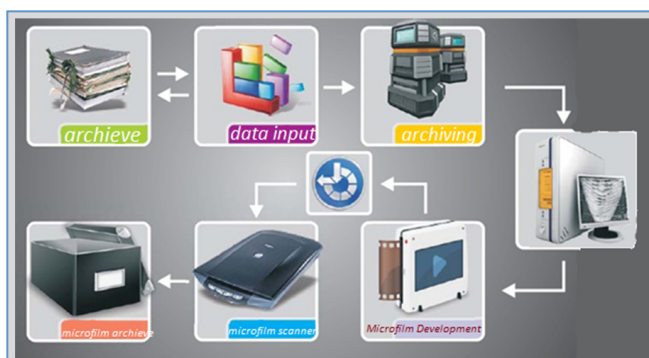 archieve
data input
archiving
microfilm archieve
microfilm scanner
Microfilm Development